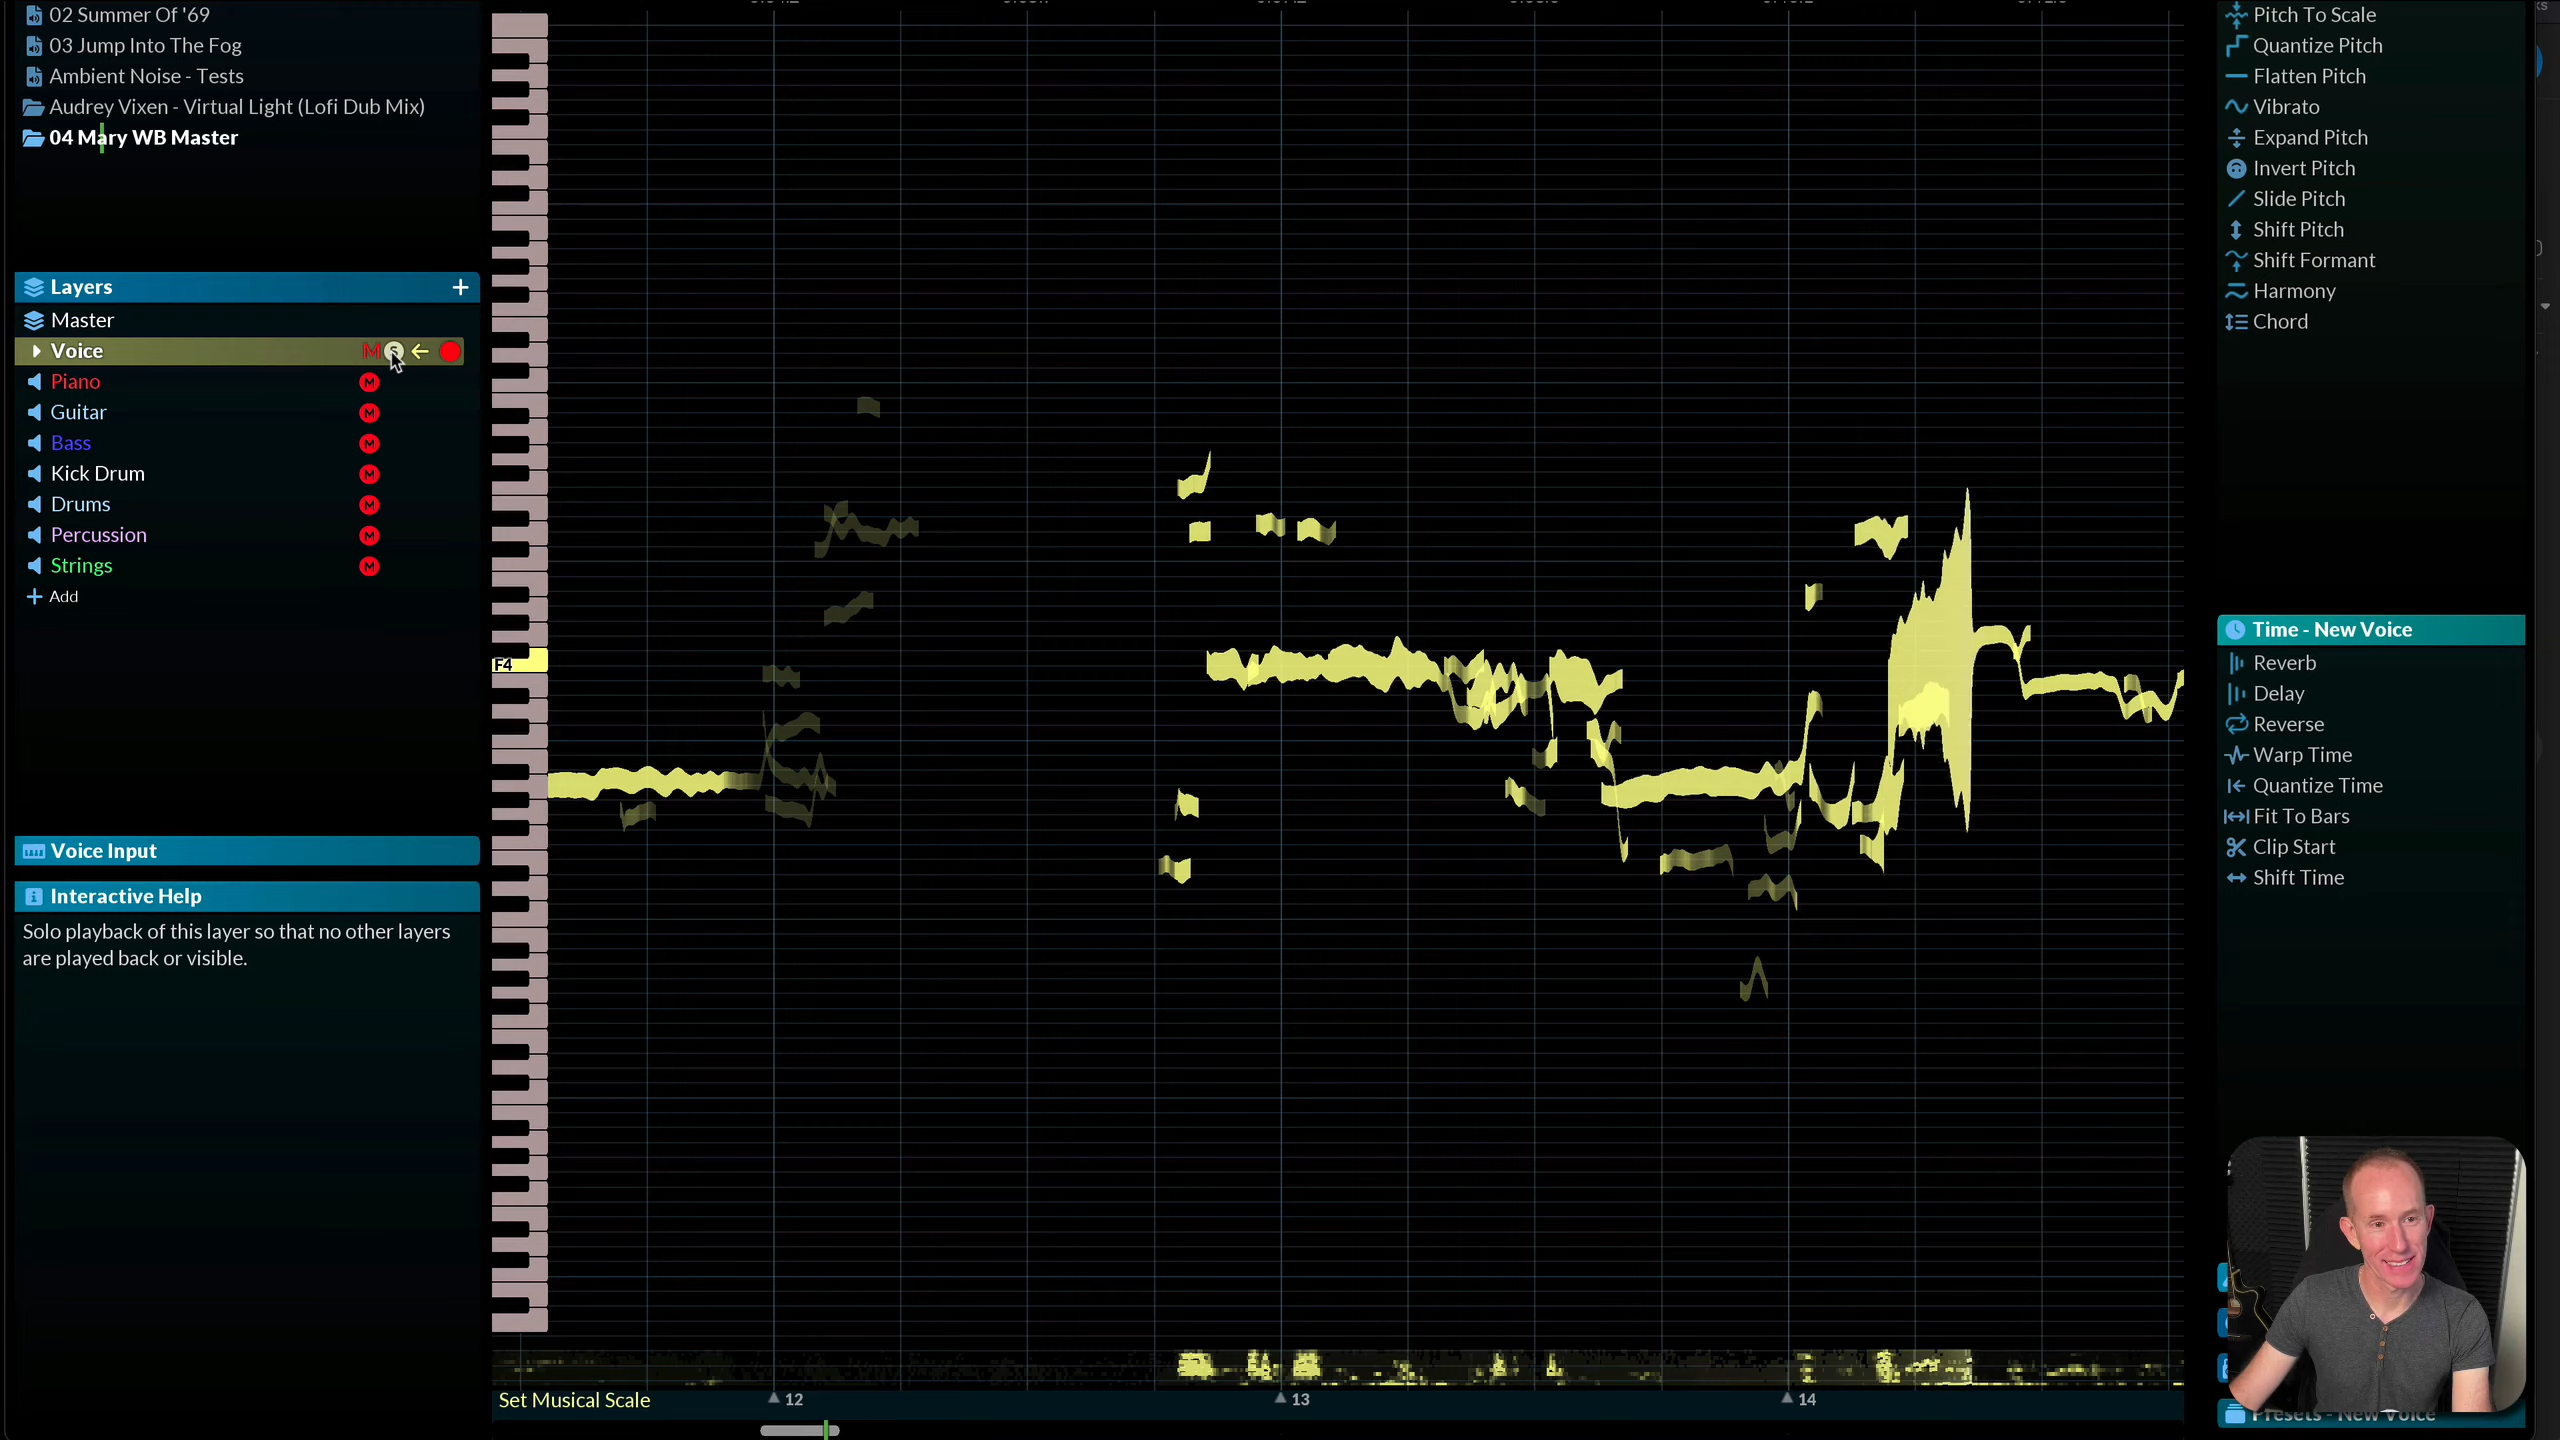 02 Summer Of '69
03 Jump Into The Fog
Ambient Noise - Tests
Audrey Vixen - Virtual Light (Lofi Dub Mix)
04 Mary WB Master
Layers
Master
Voice M S
Piano M
Guitar M
Bass M
Kick Drum M
Drums M
Percussion M
Strings M
Add
Voice Input
Interactive Help
Solo playback of this layer so that no other layers
are played back or visible.
F4
Set Musical Scale
12
13
14
Pitch To Scale
Quantize Pitch
Flatten Pitch
Vibrato
Expand Pitch
Invert Pitch
Slide Pitch
Shift Pitch
Shift Formant
Harmony
Chord
Time - New Voice
Reverb
Delay
Reverse
Warp Time
Quantize Time
Fit To Bars
Clip Start
Shift Time
Presets - New Voice